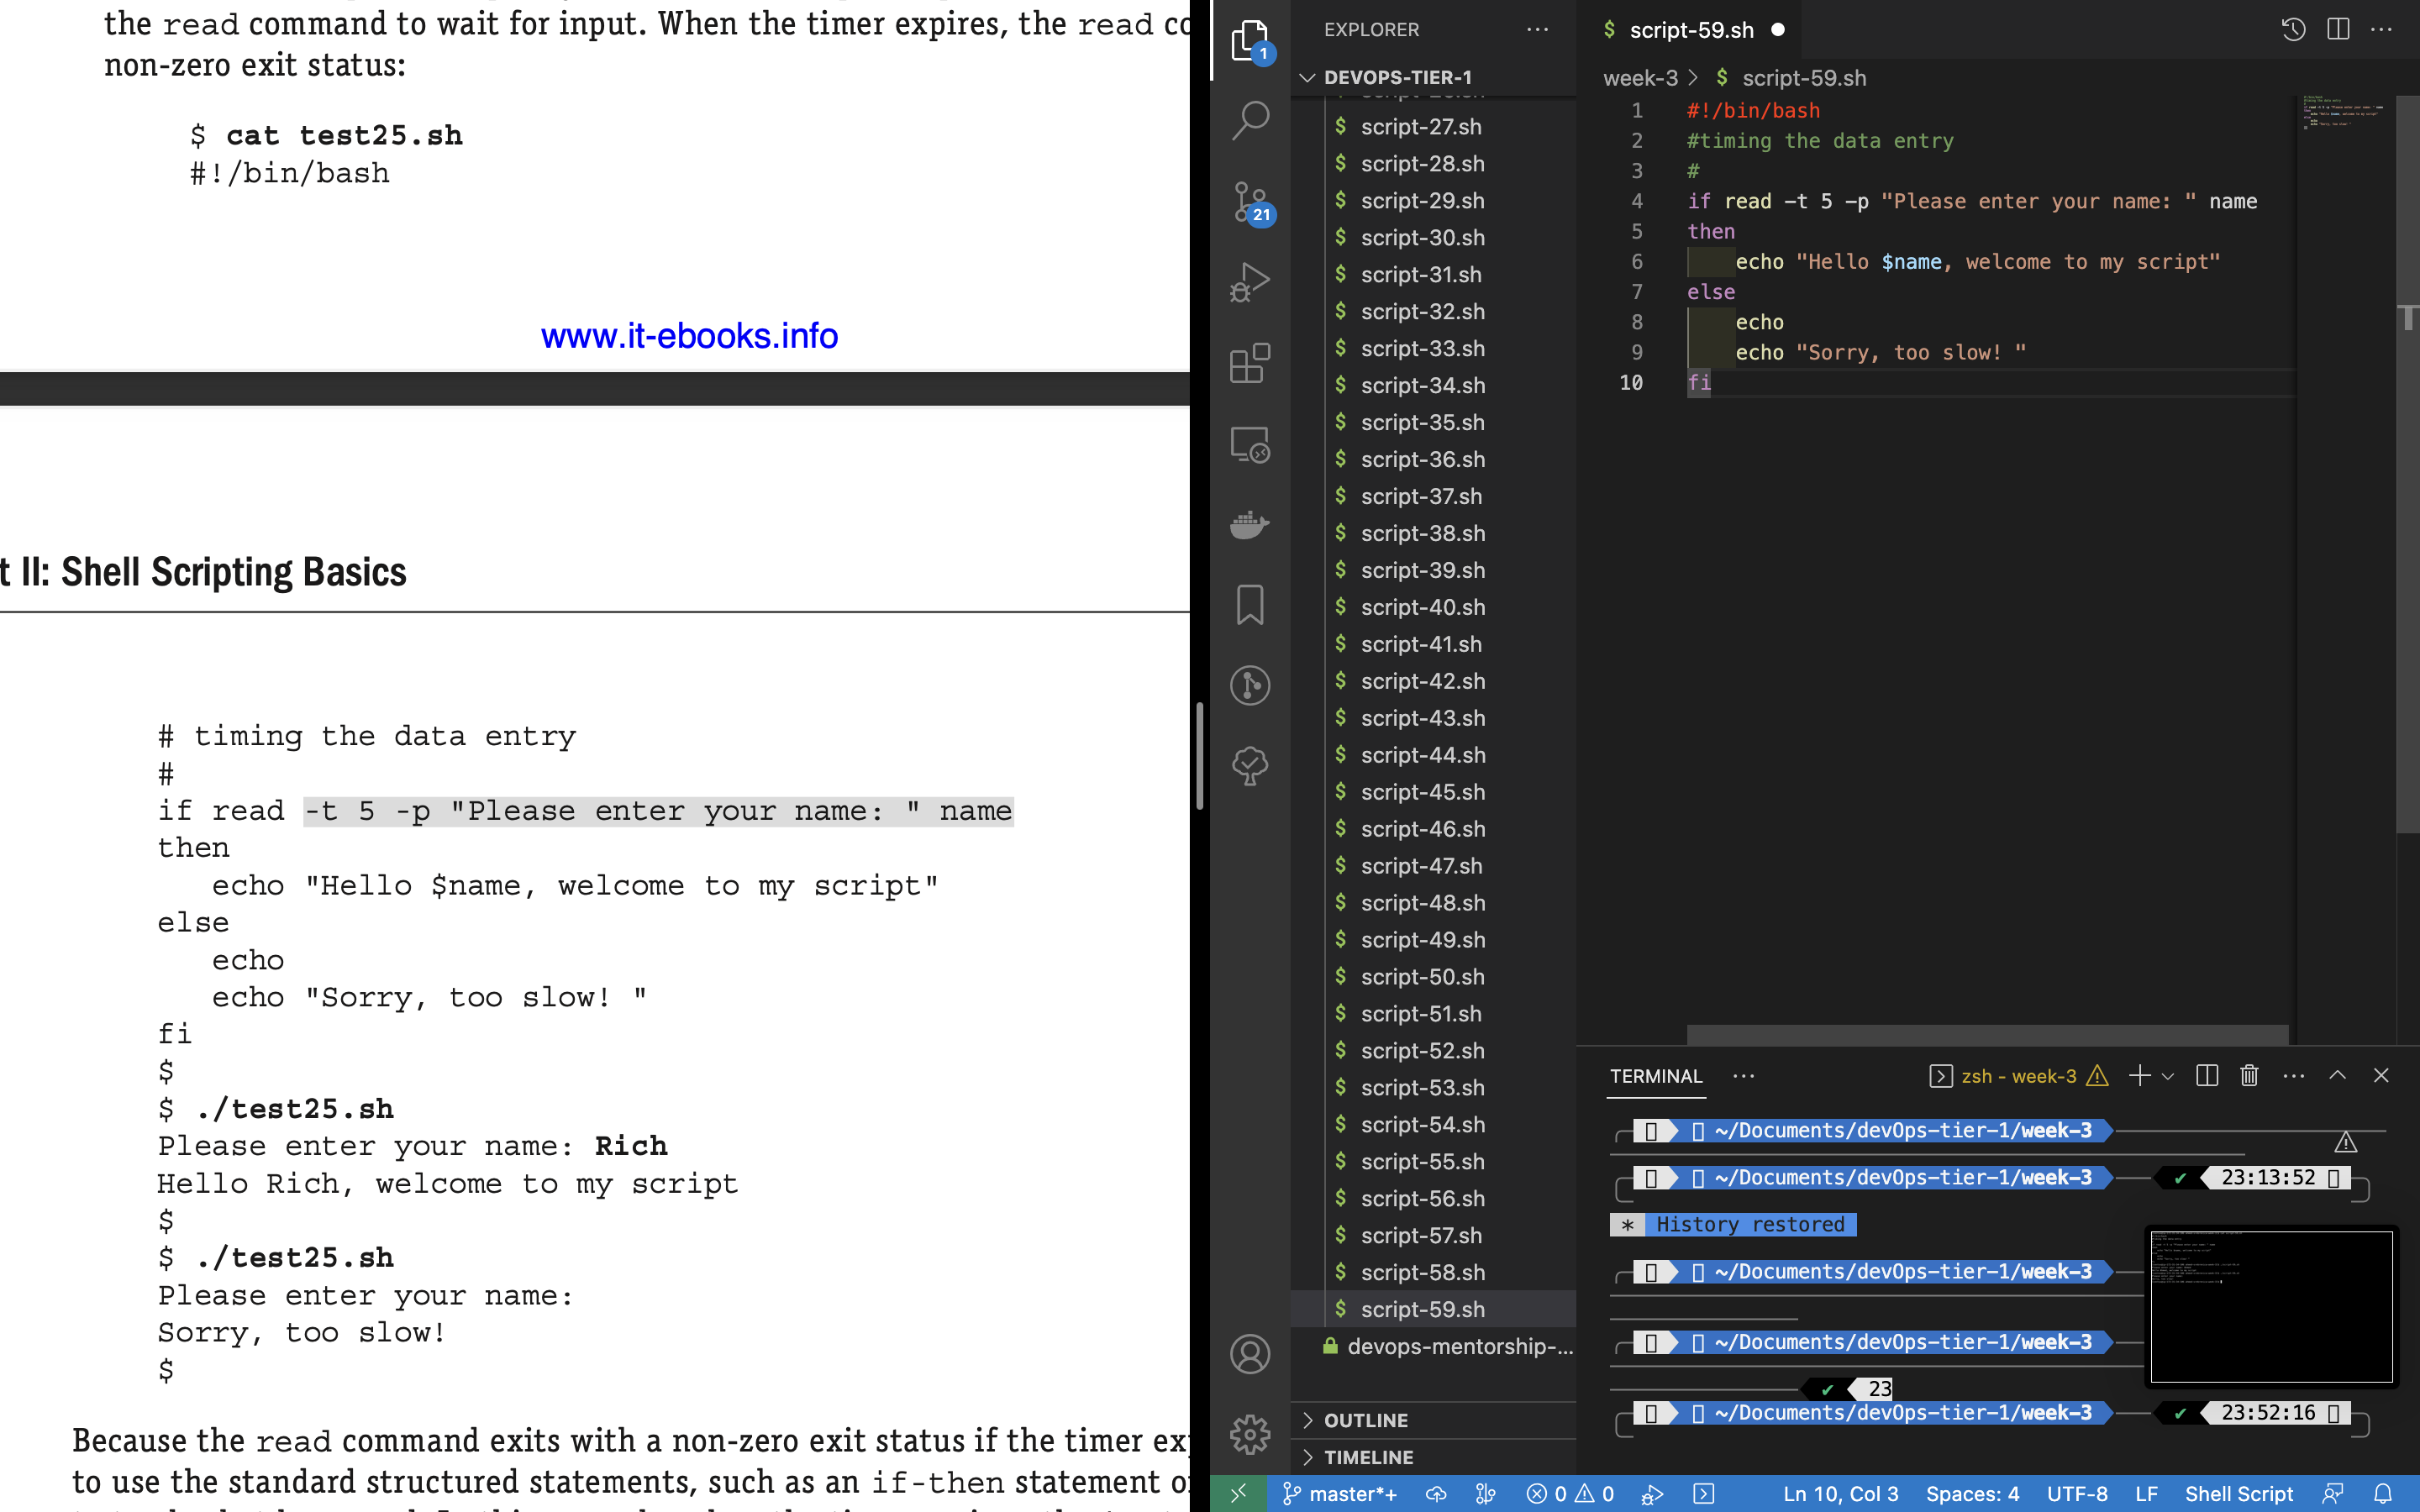 the read command to wait for input. When the timer expires, the read co
non-zero exit status:
$ cat test25.sh
#!/bin/bash
www.it-ebooks.info
t II: Shell Scripting Basics
# timing the data entry
#
if read -t 5 -p "Please enter your name: " name
then
echo "Hello $name, welcome to my script"
else
echo
echo "Sorry, too slow! "
fi
$
$ ./test25.sh
Please enter your name: Rich
Hello Rich, welcome to my script
$
$ ./test25.sh
Please enter your name:
Sorry, too slow!
$
Because the read command exits with a non-zero exit status if the timer ex
to use the standard structured statements, such as an if-then statement o
1
21
EXPLORER
DEVOPS-TIER-1
$ script-27.sh
$ script-28.sh
$ script-29.sh
$ script-30.sh
$ script-31.sh
$ script-32.sh
$ script-33.sh
$ script-34.sh
$ script-35.sh
$ script-36.sh
$ script-37.sh
$ script-38.sh
$ script-39.sh
$ script-40.sh
$ script-41.sh
$ script-42.sh
$ script-43.sh
$ script-44.sh
$ script-45.sh
$ script-46.sh
$ script-47.sh
$ script-48.sh
$ script-49.sh
$ script-50.sh
$ script-51.sh
$ script-52.sh
$ script-53.sh
$ script-54.sh
$ script-55.sh
$ script-56.sh
$ script-57.sh
$ script-58.sh
$ script-59.sh
devops-mentorship-...
OUTLINE
TIMELINE
$ script-59.sh
week-3 > $ script-59.sh
1 #!/bin/bash
2 #timing the data entry
3 #
4 if read -t 5 -p "Please enter your name: " name
5 then
6 echo "Hello $name, welcome to my script"
7 else
8 echo
9 echo "Sorry, too slow! "
10 fi
TERMINAL
zsh - week-3
~/Documents/devOps-tier-1/week-3
~/Documents/devOps-tier-1/week-3 ✔ 23:13:52
* History restored
~/Documents/devOps-tier-1/week-3
~/Documents/devOps-tier-1/week-3
✔ 23
~/Documents/devOps-tier-1/week-3 ✔ 23:52:16
master*+ 0 0 Ln 10, Col 3 Spaces: 4 UTF-8 LF Shell Script